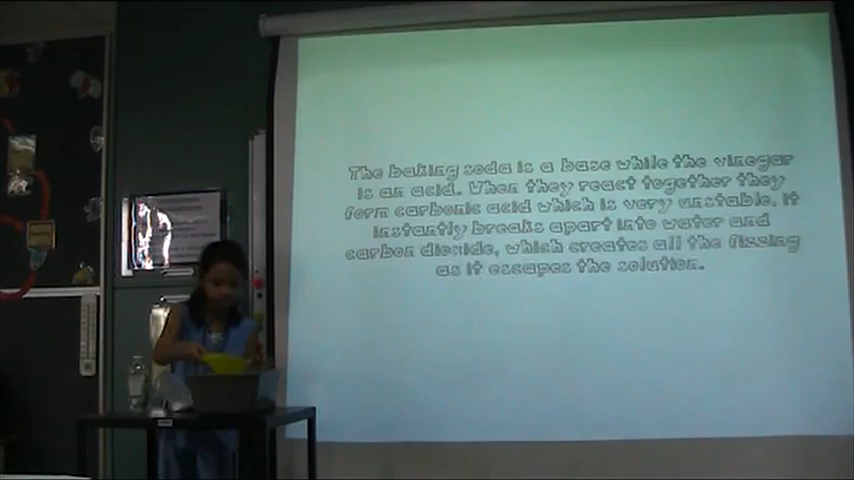 The baking soda is a base while the vinegar
is an acid. When they react together they
form carbonic acid which is very unstable, it
instantly breaks apart into water and
carbon dioxide, which creates all the fizzing
as it escapes the solution.